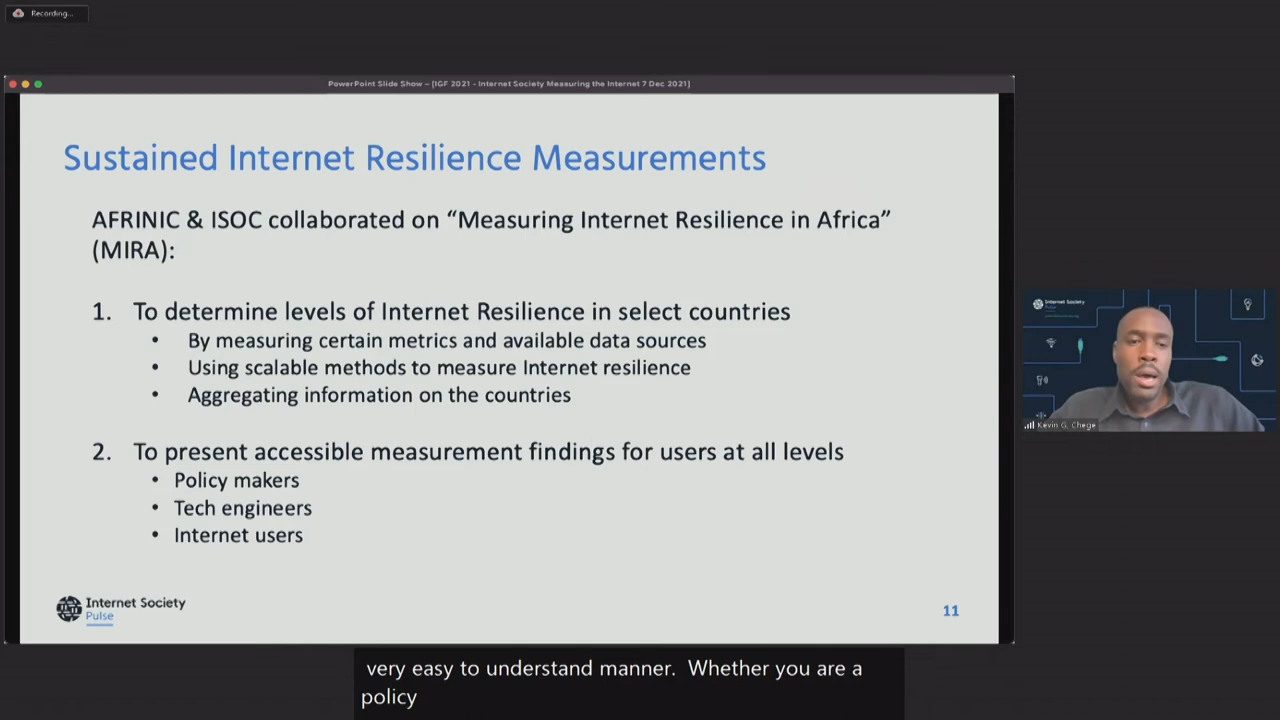 Recording...
PowerPoint Slide Show – [IGF 2021 - Internet Society Measuring the Internet 7 Dec 2021]
Sustained Internet Resilience Measurements
AFRINIC & ISOC collaborated on “Measuring Internet Resilience in Africa”
(MIRA):
1. To determine levels of Internet Resilience in select countries
• By measuring certain metrics and available data sources
• Using scalable methods to measure Internet resilience
• Aggregating information on the countries
2. To present accessible measurement findings for users at all levels
• Policy makers
• Tech engineers
• Internet users
Internet Society
Pulse
11
Internet Society
Kevin G. Chege
very easy to understand manner. Whether you are a
policy